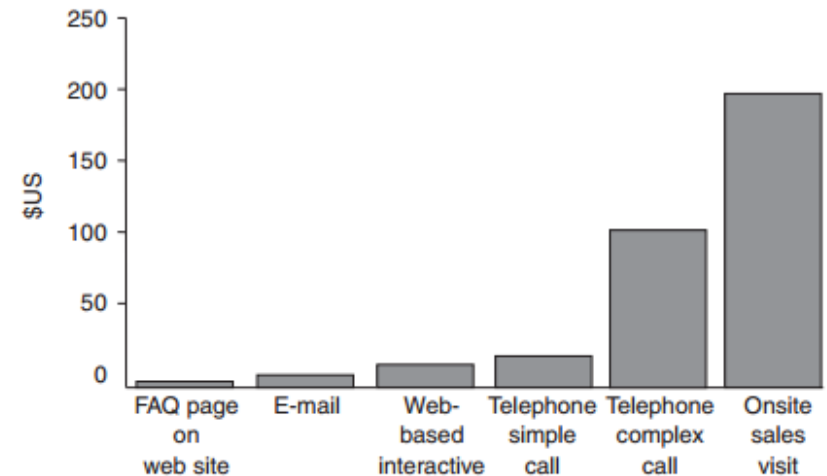 250
200
150
100
50
0
$US
FAQ page
on
web site
E-mail
Web-
based
interactive
Telephone
simple
call
Telephone
complex
call
Onsite
sales
visit